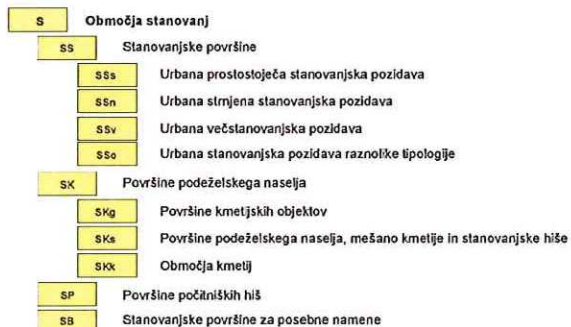 S Območja stanovanj
SS Stanovanjske površine
SSs Urbana prostostoječa stanovanjska pozidava
SSn Urbana strnjena stanovanjska pozidava
SSv Urbana večstanovanjska pozidava
SSo Urbana stanovanjska pozidava raznolike tipologije
SK Površine podeželskega naselja
SKg Površine kmetijskih objektov
SKs Površine podeželskega naselja, mešano kmetije in stanovanjske hiše
SKk Območja kmetij
SP Površine počitniških hiš
SB Stanovanjske površine za posebne namene